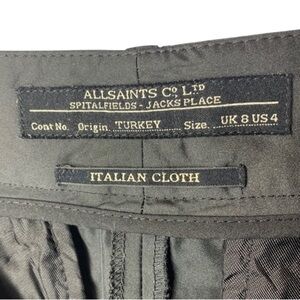 ALLSAINTS Co LTD
SPITALFIELDS - JACKS PLACE
Cont No. Origin. TURKEY Size. UK 8 US 4
ITALIAN CLOTH